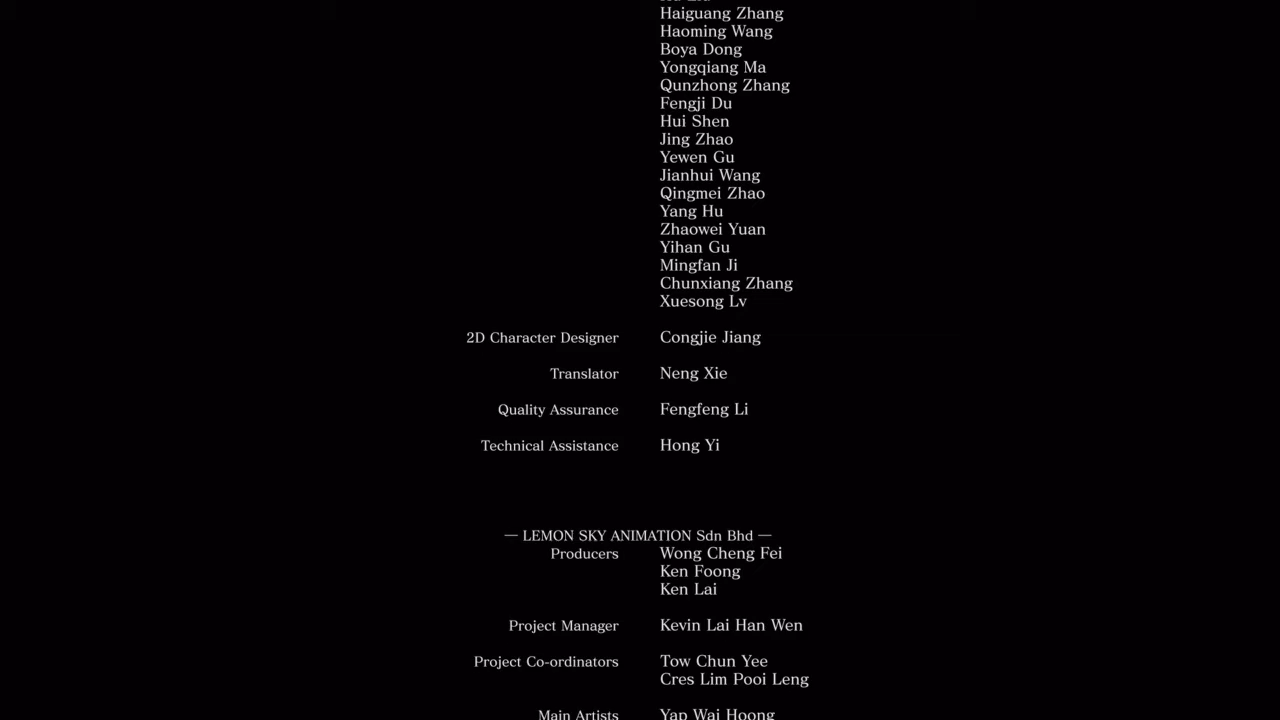 Haiguang Zhang
Haoming Wang
Boya Dong
Yongqiang Ma
Qunzhong Zhang
Fengji Du
Hui Shen
Jing Zhao
Yewen Gu
Jianhui Wang
Qingmei Zhao
Yang Hu
Zhaowei Yuan
Yihan Gu
Mingfan Ji
Chunxiang Zhang
Xuesong Lv
2D Character Designer Congjie Jiang
Translator Neng Xie
Quality Assurance Fengfeng Li
Technical Assistance Hong Yi
— LEMON SKY ANIMATION Sdn Bhd —
Producers Wong Cheng Fei
Ken Foong
Ken Lai
Project Manager Kevin Lai Han Wen
Project Co-ordinators Tow Chun Yee
Cres Lim Pooi Leng
Main Artists Yap Wai Hoong